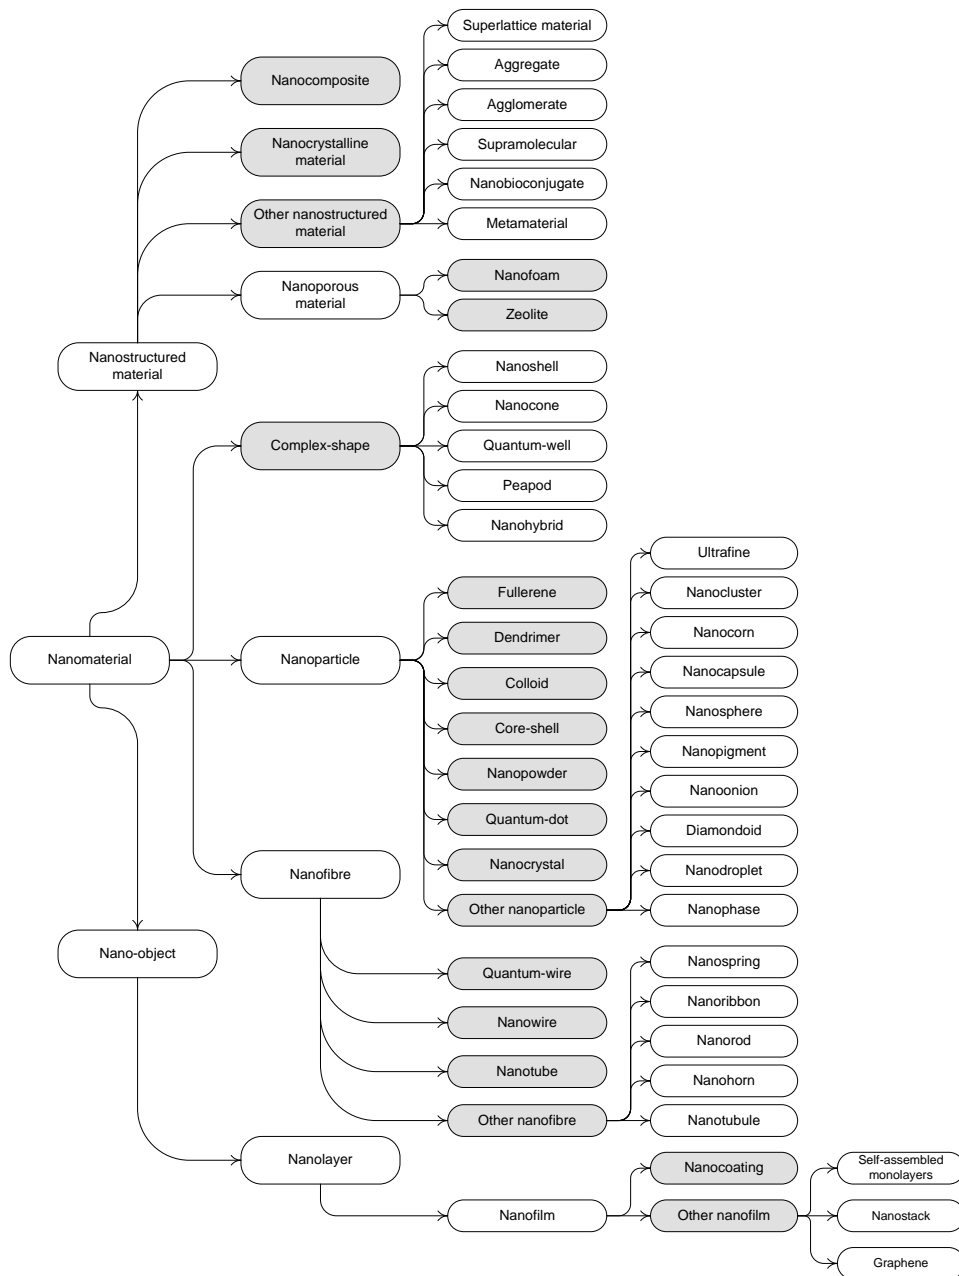 Superlattice material
Aggregate
Nanocomposite
Agglomerate
Supramolecular
Nanocrystalline
material
Nanobioconjugate
Other nanostructured
material
Metamaterial
Nanofoam
Nanoporous
material
Zeolite
Nanostructured
material
Nanoshell
Nanocone
Complex-shape
Quantum-well
Peapod
Nanohybrid
Ultrafine
Fullerene
Nanocluster
Dendrimer
Nanocorn
Nanomaterial
Nanoparticle
Nanocapsule
Colloid
Nanosphere
Core-shell
Nanopigment
Nanopowder
Nanoonion
Quantum-dot
Diamondoid
Nanocrystal
Nanodroplet
Nanofibre
Other nanoparticle
Nanophase
Nano-object
Nanospring
Quantum-wire
Nanoribbon
Nanowire
Nanorod
Nanotube
Nanohorn
Other nanofibre
Nanotubule
Nanolayer
Nanocoating
Self-assembled
monolayers
Nanofilm
Other nanofilm
Nanostack
Graphene